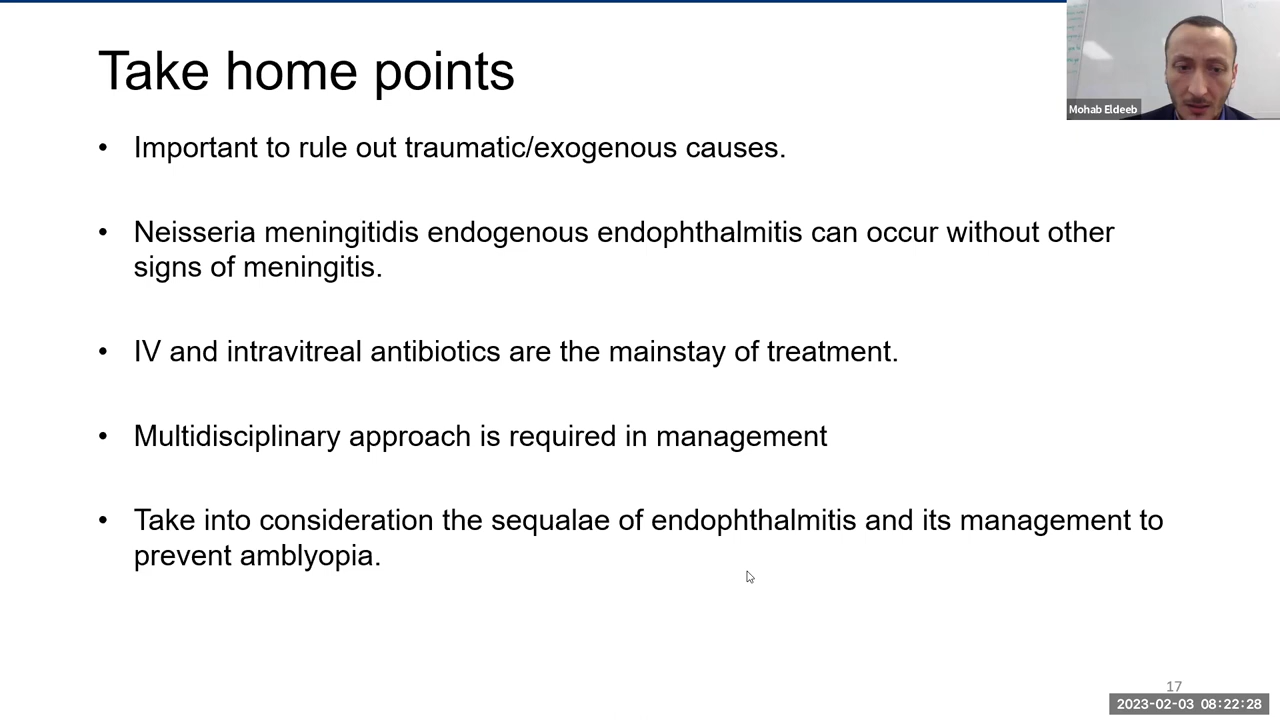 Take home points
Mohab Eldeeb
• Important to rule out traumatic/exogenous causes.
• Neisseria meningitidis endogenous endophthalmitis can occur without other
signs of meningitis.
• IV and intravitreal antibiotics are the mainstay of treatment.
• Multidisciplinary approach is required in management
• Take into consideration the sequalae of endophthalmitis and its management to
prevent amblyopia.
17
2023-02-03 08:22:28